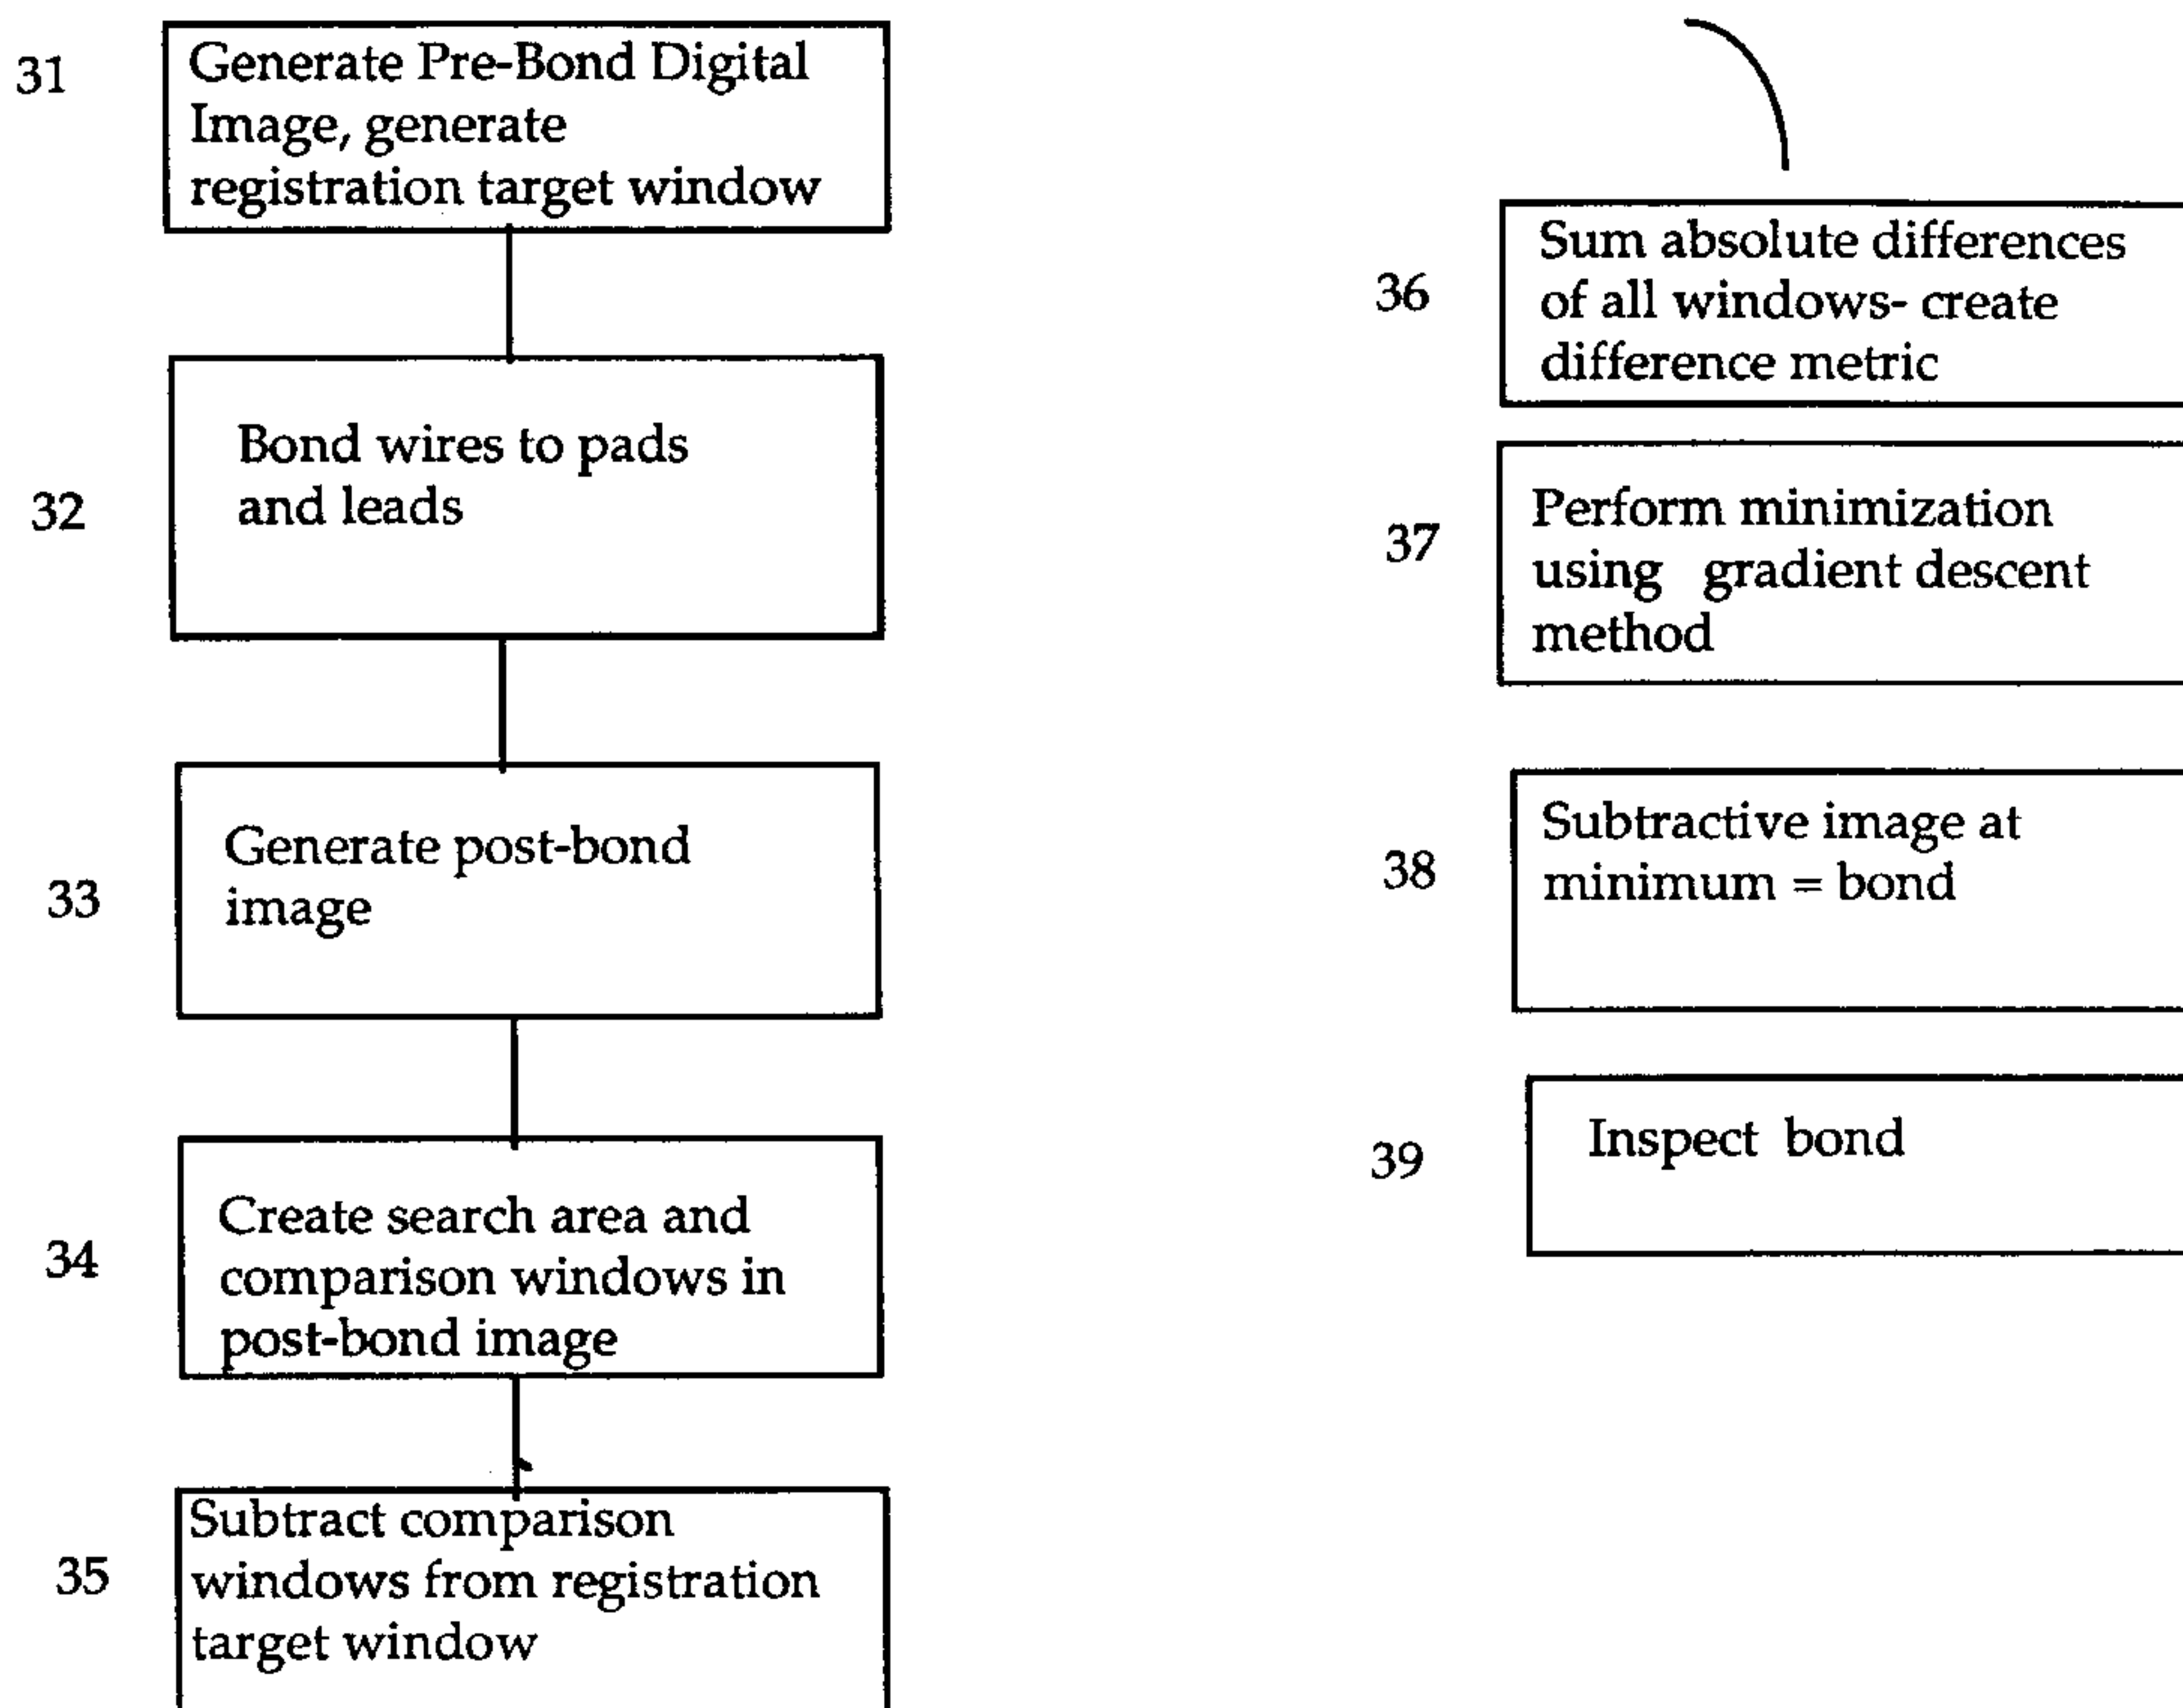 31
Generate Pre-Bond Digital
Image, generate
registration target window
32
Bond wires to pads
and leads
33
Generate post-bond
image
34
Create search area and
comparison windows in
post-bond image
35
Subtract comparison
windows from registration
target window
36
Sum absolute differences
of all windows- create
difference metric
37
Perform minimization
using gradient descent
method
38
Subtractive image at
minimum = bond
39
Inspect bond